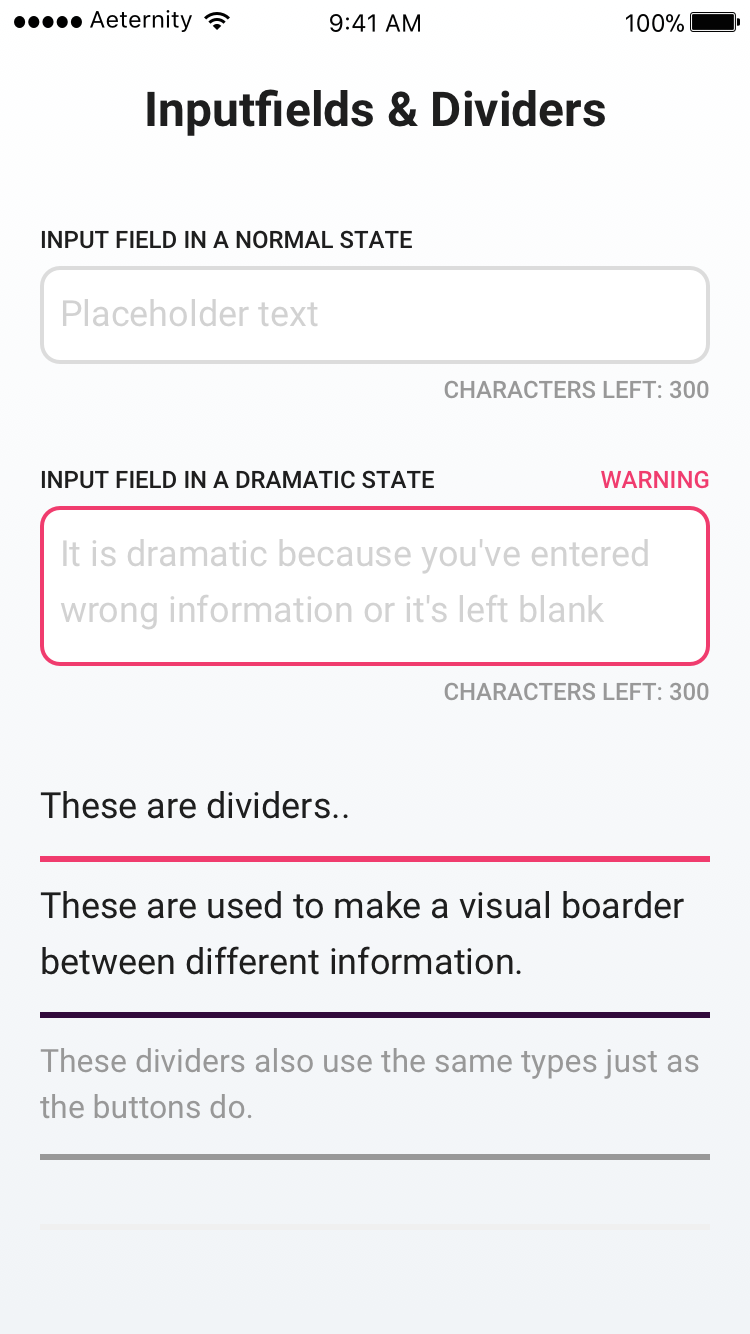 Aeternity 9:41 AM 100%
Inputfields & Dividers
INPUT FIELD IN A NORMAL STATE
Placeholder text
CHARACTERS LEFT: 300
INPUT FIELD IN A DRAMATIC STATE WARNING
It is dramatic because you've entered
wrong information or it's left blank
CHARACTERS LEFT: 300
These are dividers..
These are used to make a visual boarder
between different information.
These dividers also use the same types just as
the buttons do.